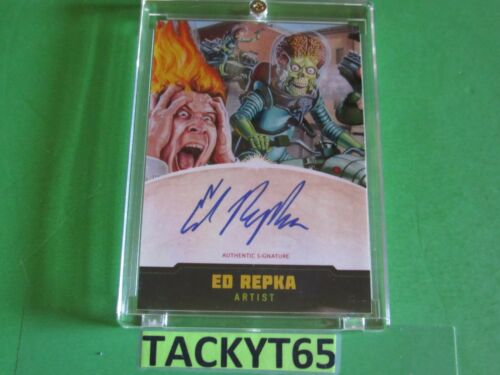 Ed Repka
AUTHENTIC SIGNATURE
ED REPKA
ARTIST
TACKYT65